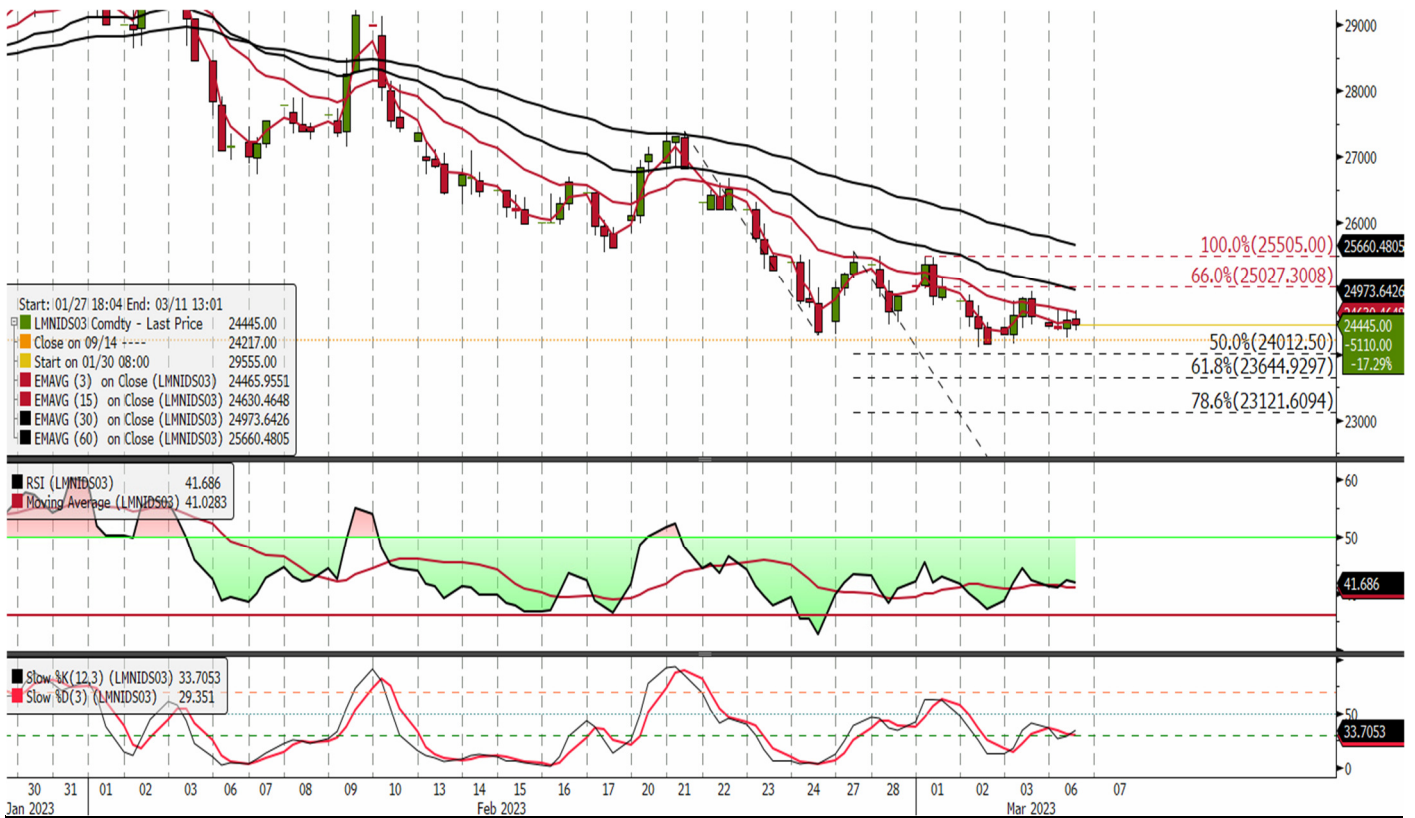 29000
28000
27000
26000
100.0%(25505.00)
25660.4805
66.0%(25027.3008)
24973.6426
24630.4648
24445.00
-5110.00
-17.29%
50.0%(24012.50)
61.8%(23644.9297)
78.6%(23121.6094)
23000
Start: 01/27 18:04 End: 03/11 13:01
LMNIDS03 Comdty - Last Price 24445.00
Close on 09/14 ---- 24217.00
Start on 01/30 08:00 29555.00
EMAVG (3) on Close (LMNIDS03) 24465.9551
EMAVG (15) on Close (LMNIDS03) 24630.4648
EMAVG (30) on Close (LMNIDS03) 24973.6426
EMAVG (60) on Close (LMNIDS03) 25660.4805
RSI (LMNIDS03) 41.686
Moving Average (LMNIDS03) 41.0283
60
50
41.686
Slow %K(12,3) (LMNIDS03) 33.7053
Slow %D(3) (LMNIDS03) 29.351
50
33.7053
0
30 31 01 02 03 06 07 08 09 10 13 14 15 16 17 20 21 22 23 24 27 28 01 02 03 06 07
Jan 2023 Feb 2023 Mar 2023